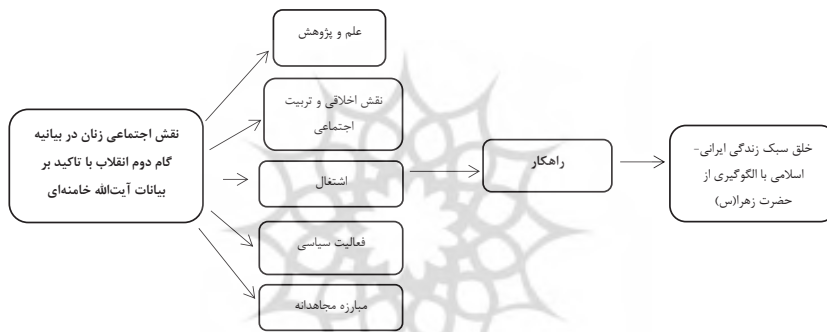 نقش اجتماعی زنان در بیانیه
گام دوم انقلاب با تاکید بر
بیانات آیت‌الله خامنه‌ای
علم و پژوهش
نقش اخلاقی و تربیت
اجتماعی
اشتغال
فعالیت سیاسی
مبارزه مجاهدانه
راهکار
خلق سبک زندگی ایرانی-
اسلامی با الگوگیری از
حضرت زهرا(س)